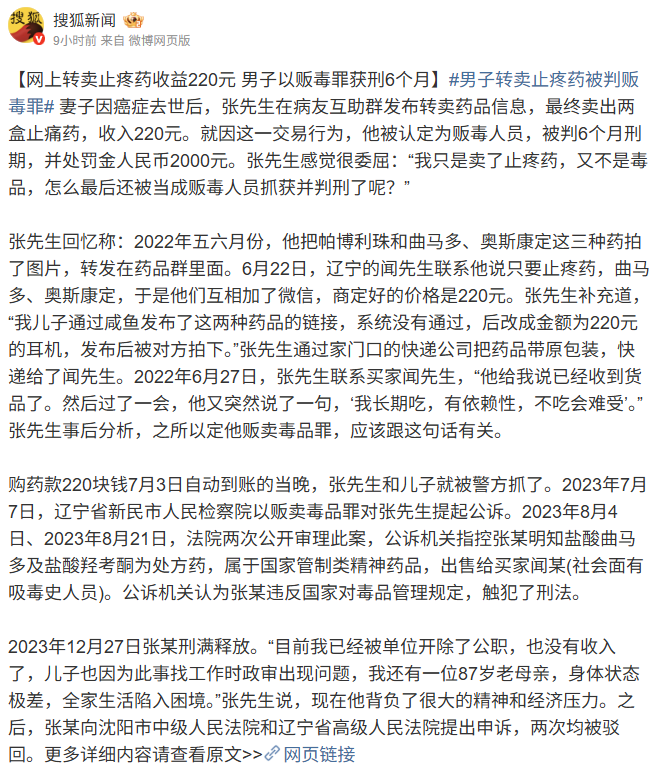 搜狐
搜狐新闻
9小时前 来自 微博网页版
【网上转卖止疼药收益220元 男子以贩毒罪获刑6个月】#男子转卖止疼药被判贩
毒罪# 妻子因癌症去世后，张先生在病友互助群发布转卖药品信息，最终卖出两
盒止痛药，收入220元。就因这一交易行为，他被认定为贩毒人员，被判6个月刑
期，并处罚金人民币2000元。张先生感觉很委屈：“我只是卖了止疼药，又不是毒
品，怎么最后还被当成贩毒人员抓获并判刑了呢？”
张先生回忆称：2022年五六月份，他把帕博利珠和曲马多、奥斯康定这三种药拍
了图片，转发在药品群里面。6月22日，辽宁的闻先生联系他说只要止疼药，曲马
多、奥斯康定，于是他们互相加了微信，商定好的价格是220元。张先生补充道，
“我儿子通过咸鱼发布了这两种药品的链接，系统没有通过，后改成金额为220元
的耳机，发布后被对方拍下。”张先生通过家门口的快递公司把药品带原包装，快
递给了闻先生。2022年6月27日，张先生联系买家闻先生，“他给我说已经收到货
品了。然后过了一会，他又突然说了一句，‘我长期吃，有依赖性，不吃会难受’。”
张先生事后分析，之所以定他贩卖毒品罪，应该跟这句话有关。
购药款220块钱7月3日自动到账的当晚，张先生和儿子就被警方抓了。2023年7月
7日，辽宁省新民市人民检察院以贩卖毒品罪对张先生提起公诉。2023年8月4
日、2023年8月21日，法院两次公开审理此案，公诉机关指控张某明知盐酸曲马
多及盐酸羟考酮为处方药，属于国家管制类精神药品，出售给买家闻某(社会面有
吸毒史人员)。公诉机关认为张某违反国家对毒品管理规定，触犯了刑法。
2023年12月27日张某刑满释放。“目前我已经被单位开除了公职，也没有收入
了，儿子也因为此事找工作时政审出现问题，我还有一位87岁老母亲，身体状态
极差，全家生活陷入困境。”张先生说，现在他背负了很大的精神和经济压力。之
后，张某向沈阳市中级人民法院和辽宁省高级人民法院提出申诉，两次均被驳
回。更多详细内容请查看原文>>网页链接